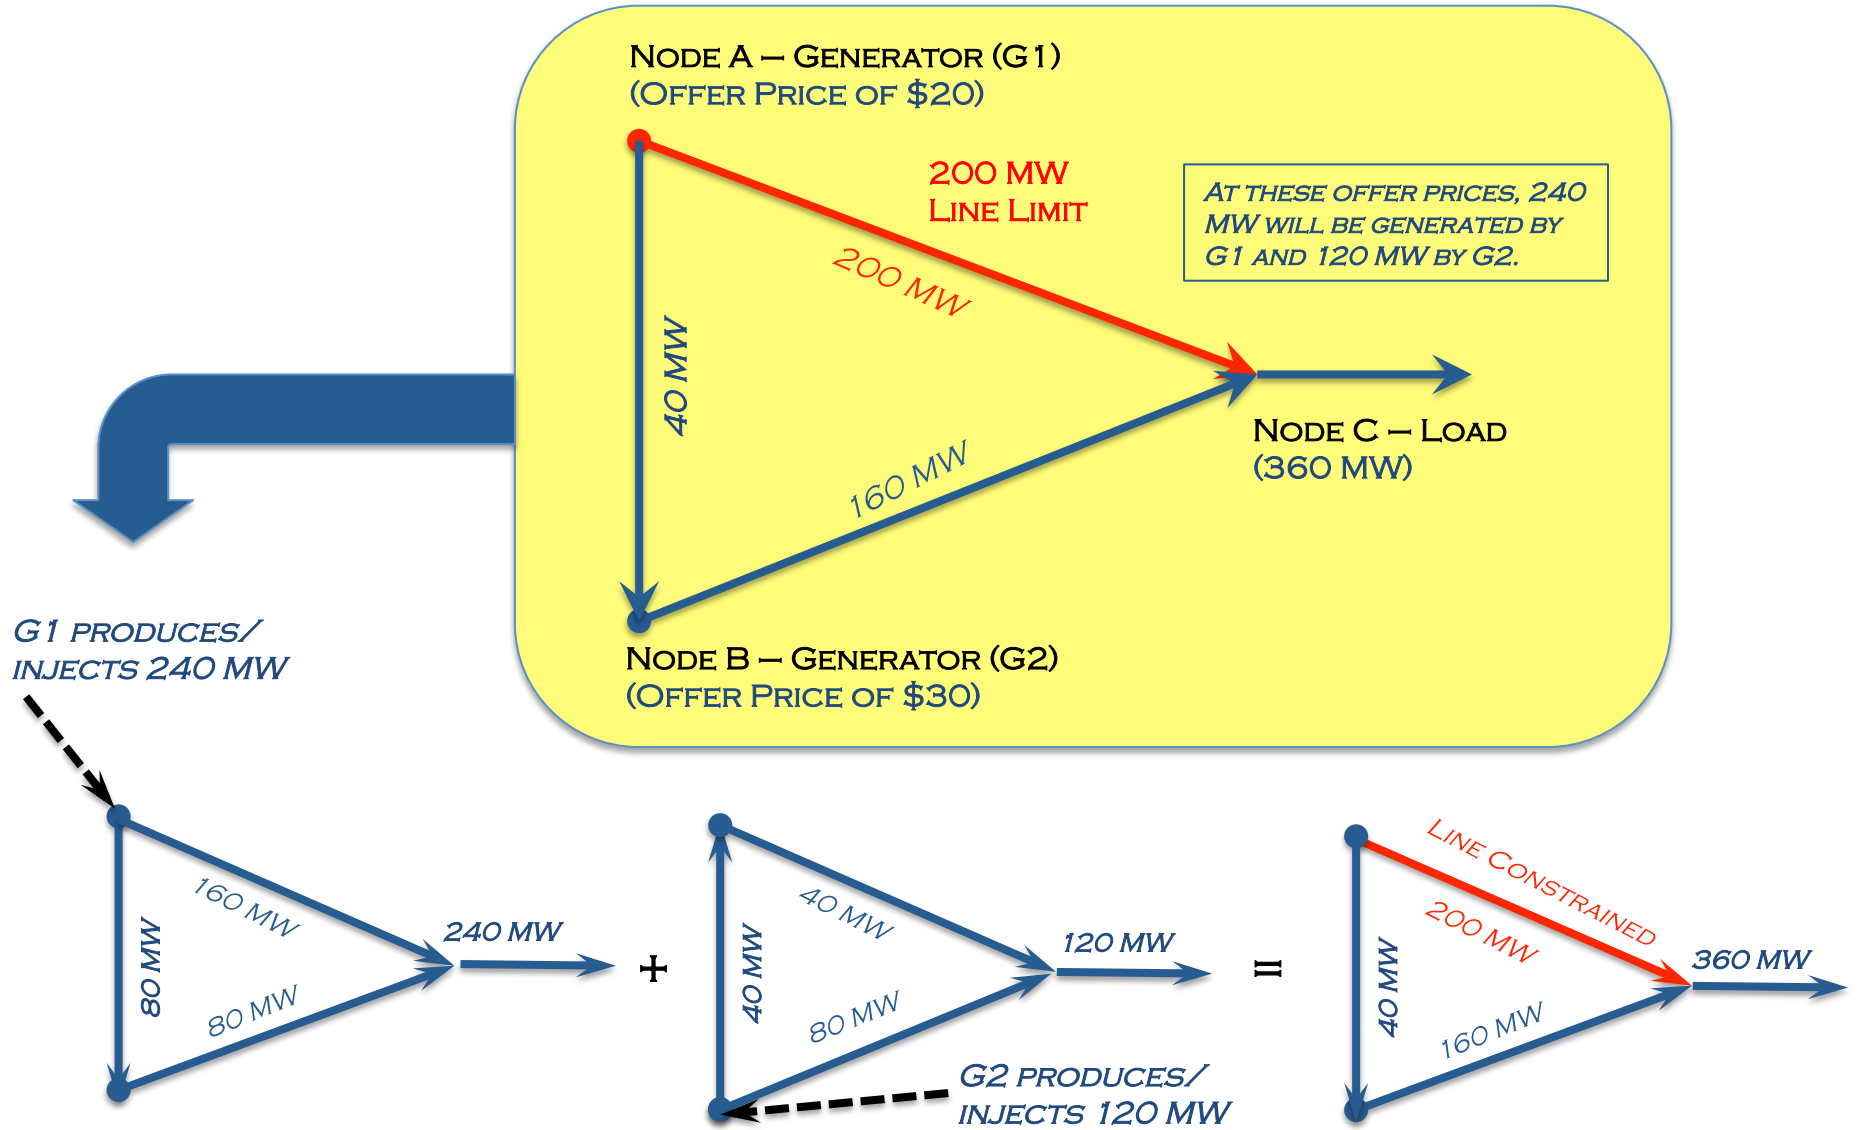 Node A – Generator (G1)
(Offer Price of $20)
200 MW
Line Limit
At these offer prices, 240
MW will be generated by
G1 and 120 MW by G2.
200 MW
40 MW
160 MW
Node C – Load
(360 MW)
Node B – Generator (G2)
(Offer Price of $30)
G1 produces/
injects 240 MW
160 MW
80 MW
80 MW
240 MW
+
40 MW
40 MW
80 MW
120 MW
G2 produces/
injects 120 MW
=
Line Constrained
200 MW
40 MW
160 MW
360 MW